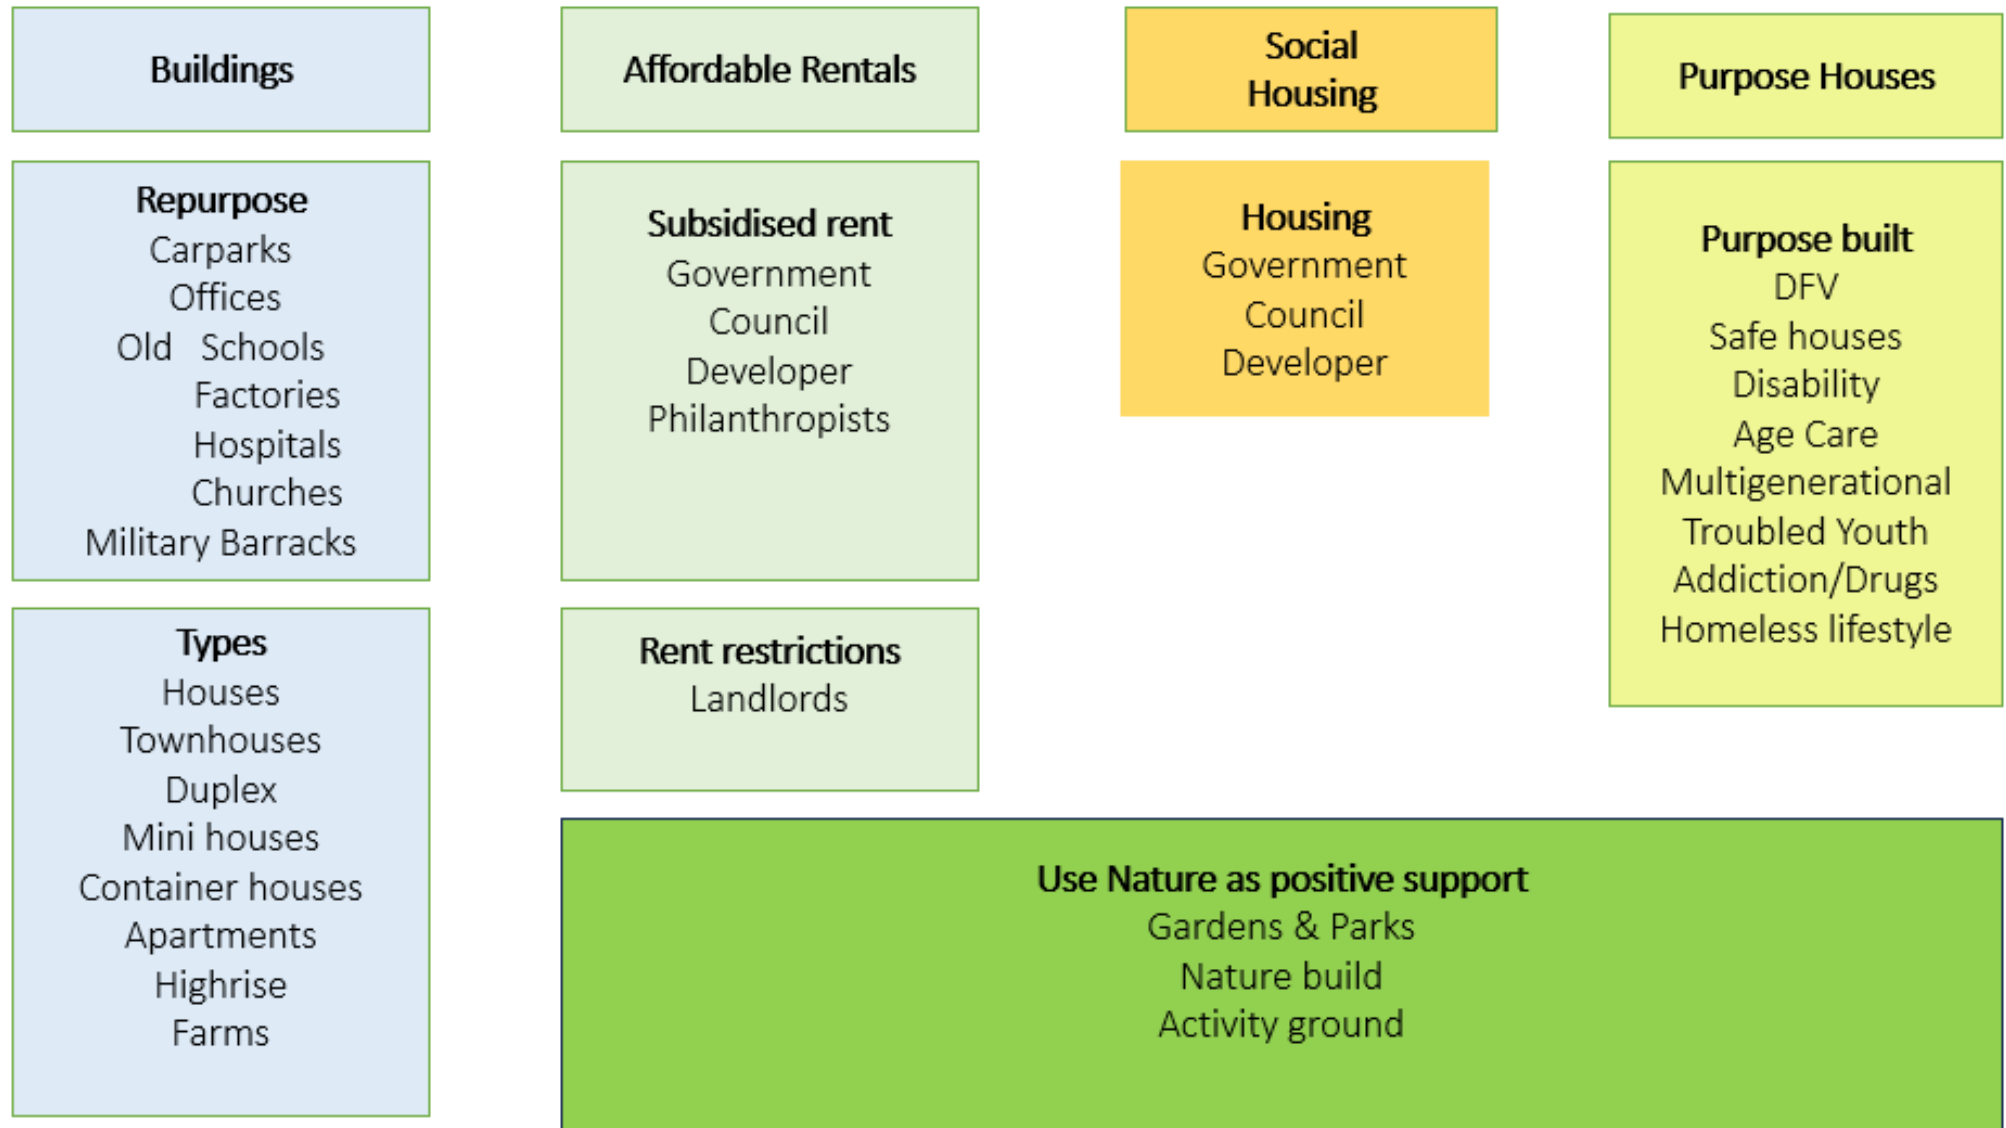 Buildings
Repurpose
Carparks
Offices
Old Schools
Factories
Hospitals
Churches
Military Barracks
Types
Houses
Townhouses
Duplex
Mini houses
Container houses
Apartments
Highrise
Farms
Affordable Rentals
Subsidised rent
Government
Council
Developer
Philanthropists
Rent restrictions
Landlords
Social
Housing
Housing
Government
Council
Developer
Purpose Houses
Purpose built
DFV
Safe houses
Disability
Age Care
Multigenerational
Troubled Youth
Addiction/Drugs
Homeless lifestyle
Use Nature as positive support
Gardens & Parks
Nature build
Activity ground